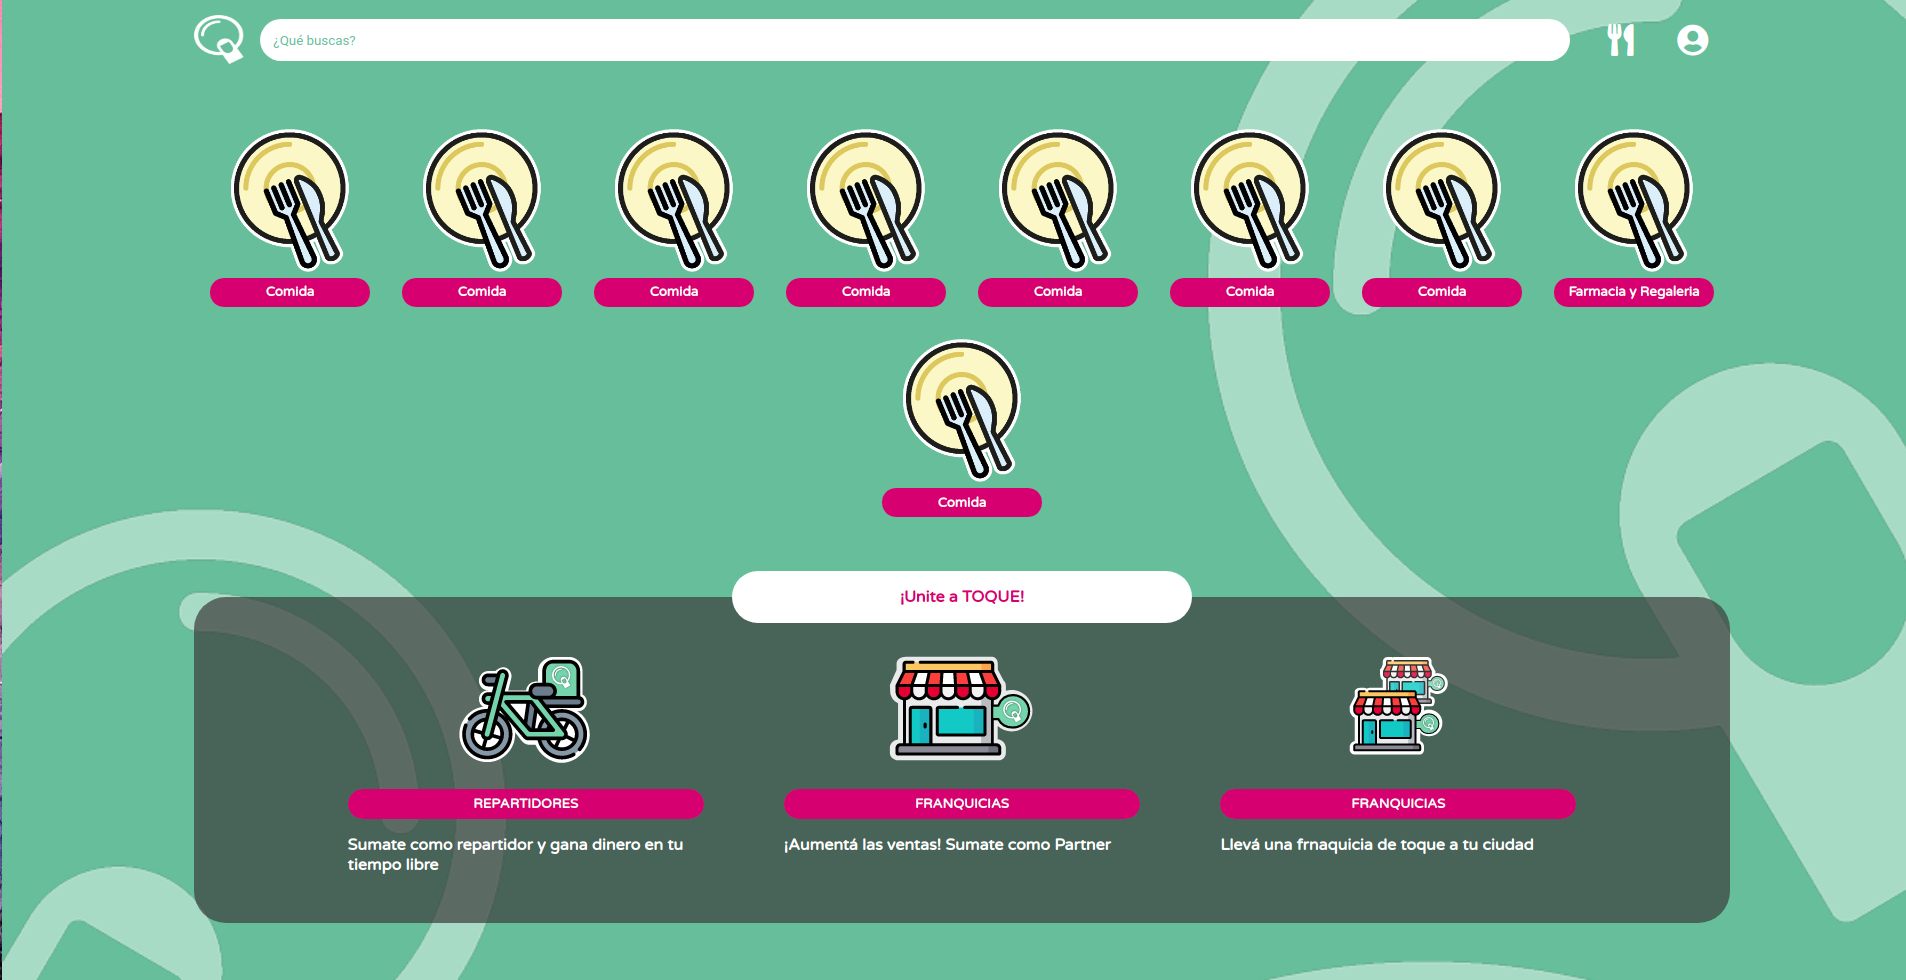 ¿Qué buscas?
Comida
Comida
Comida
Comida
Comida
Comida
Comida
Farmacia y Regaleria
Comida
¡Unite a TOQUE!
REPARTIDORES
Sumate como repartidor y gana dinero en tu
tiempo libre
FRANQUICIAS
¡Aumentá las ventas! Sumate como Partner
FRANQUICIAS
Llevá una frnaquicia de toque a tu ciudad